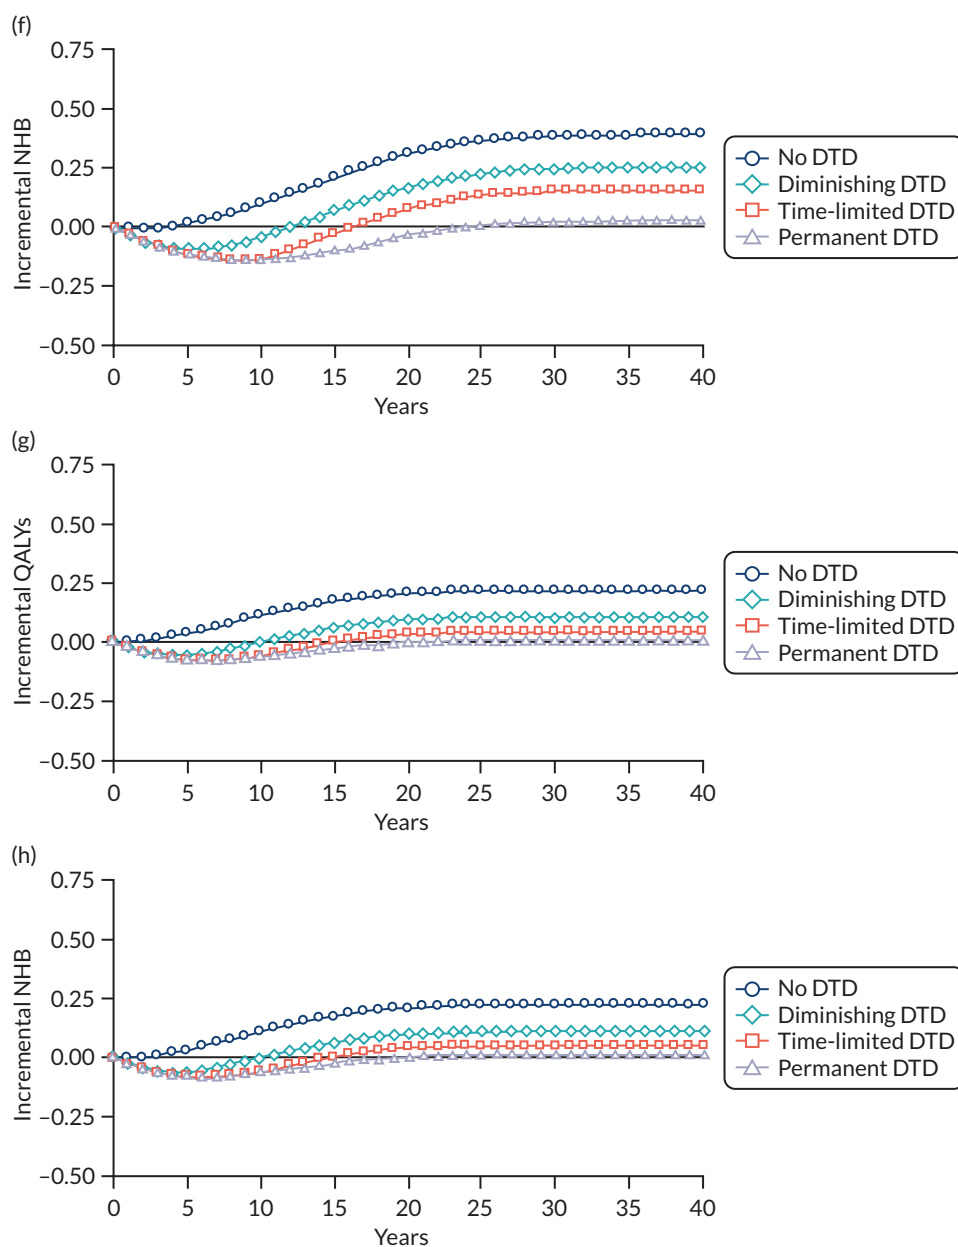 (f)
0.75
0.50
0.25
0.00
–0.25
–0.50
Incremental NHB
0 5 10 15 20 25 30 35 40
Years
No DTD
Diminishing DTD
Time-limited DTD
Permanent DTD
(g)
0.75
0.50
0.25
0.00
–0.25
–0.50
Incremental QALYs
0 5 10 15 20 25 30 35 40
Years
No DTD
Diminishing DTD
Time-limited DTD
Permanent DTD
(h)
0.75
0.50
0.25
0.00
–0.25
–0.50
Incremental NHB
0 5 10 15 20 25 30 35 40
Years
No DTD
Diminishing DTD
Time-limited DTD
Permanent DTD